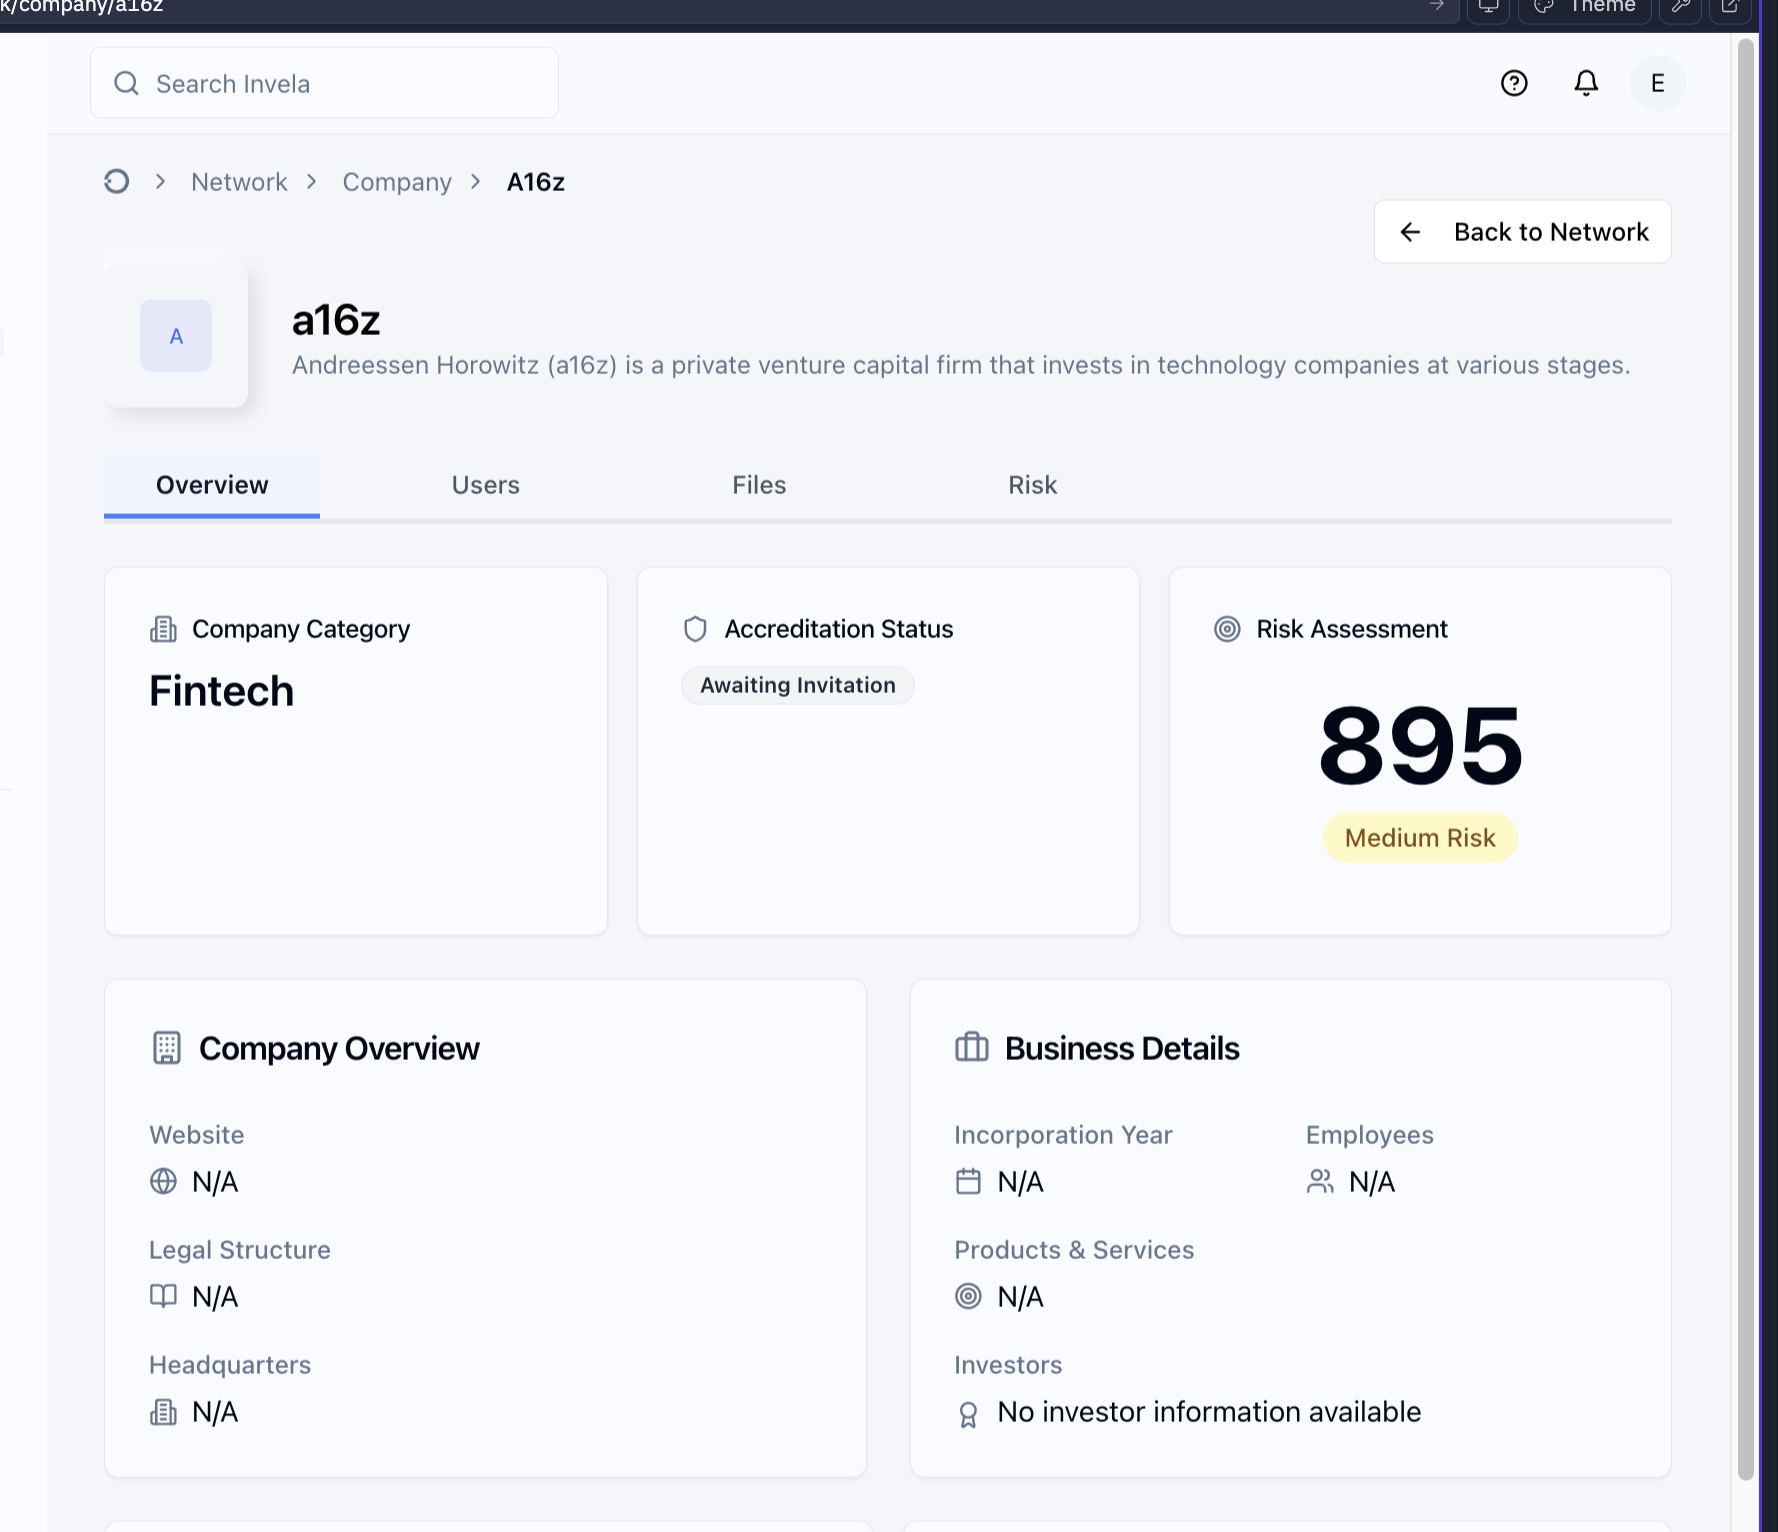 k/company/a16z
Theme
Search Invela
E
Network
Company
A16z
Back to Network
A
a16z
Andreessen Horowitz (a16z) is a private venture capital firm that invests in technology companies at various stages.
Overview
Users
Files
Risk
Company Category
Fintech
Accreditation Status
Awaiting Invitation
Risk Assessment
895
Medium Risk
Company Overview
Website
N/A
Legal Structure
N/A
Headquarters
N/A
Business Details
Incorporation Year
N/A
Employees
N/A
Products & Services
N/A
Investors
No investor information available